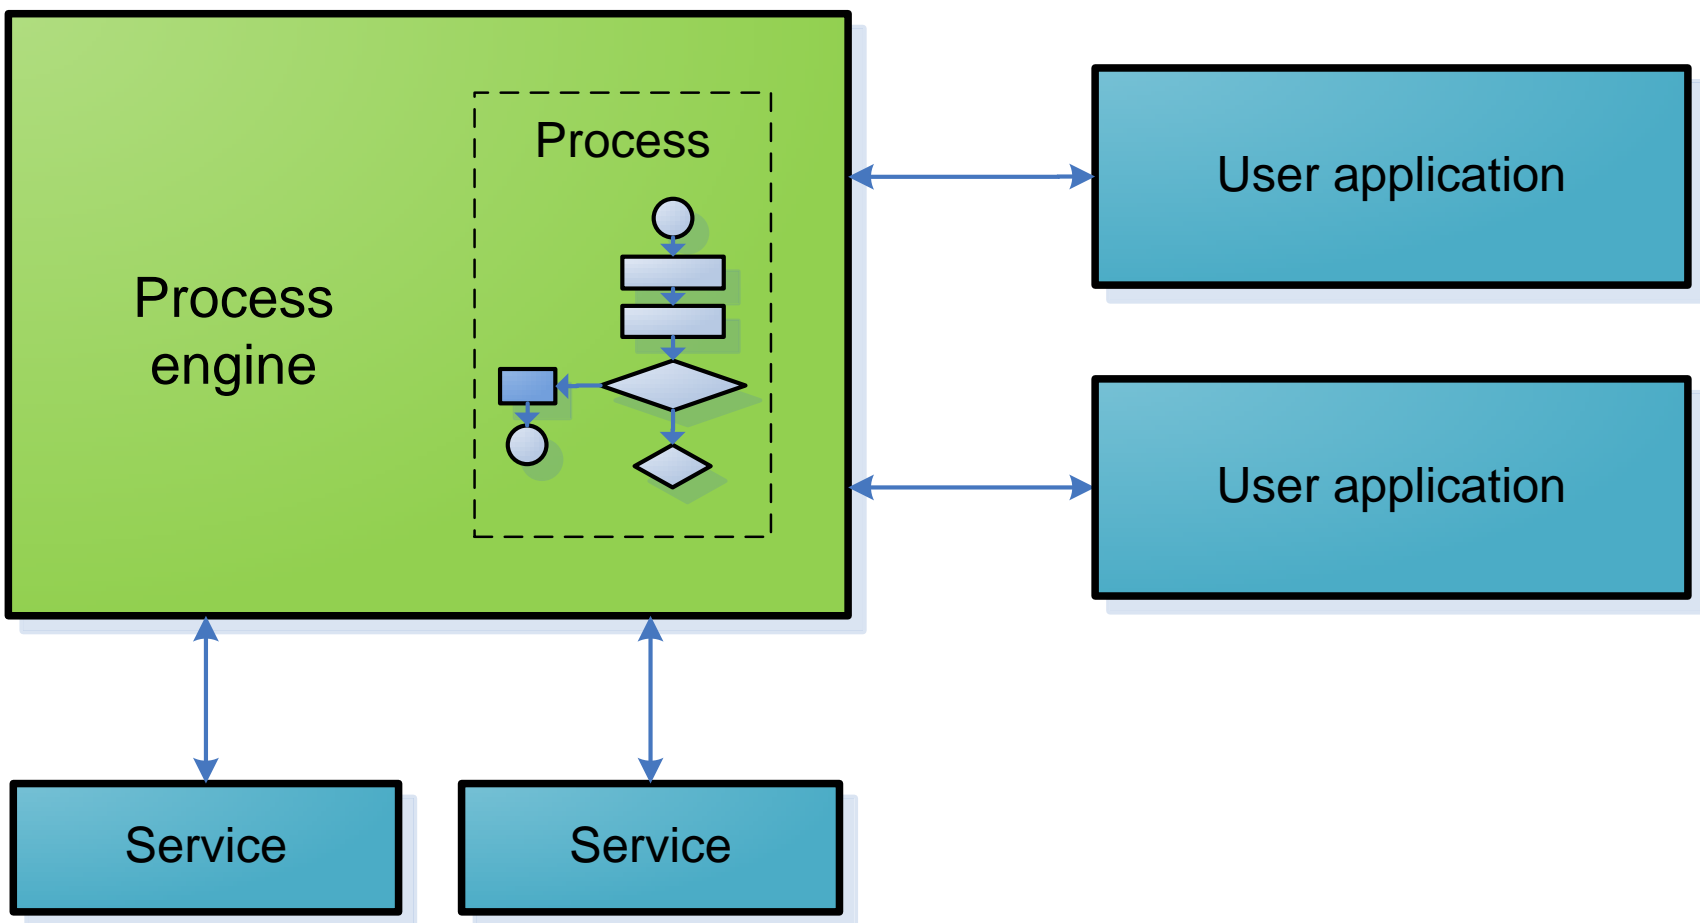 Process
Process
engine
User application
User application
Service
Service